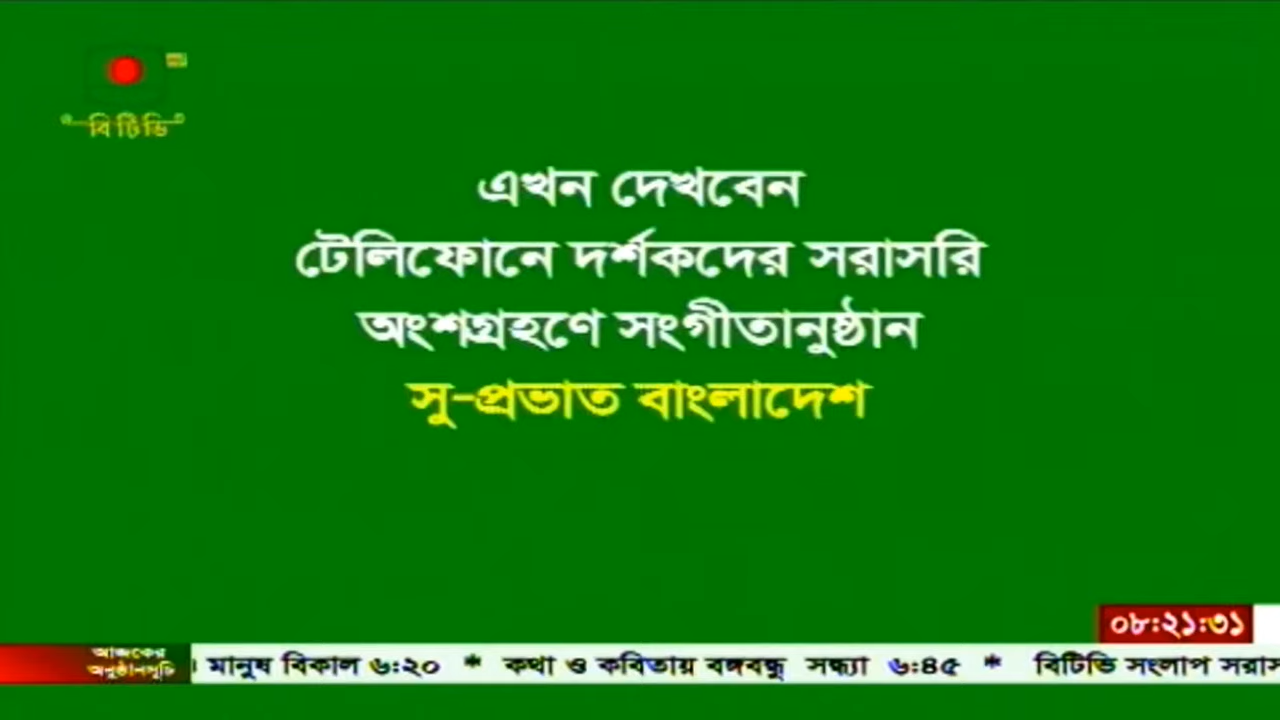 বিটিভি
এখন দেখবেন
টেলিফোনে দর্শকদের সরাসরি
অংশগ্রহণে সংগীতানুষ্ঠান
সু-প্রভাত বাংলাদেশ
০৮:২১:৩১
আজকের
অনুষ্ঠানসূচি
। মানুষ বিকাল ৬:২০ * কথা ও কবিতায় বঙ্গবন্ধু সন্ধ্যা ৬:৪৫ * বিটিভি সংলাপ